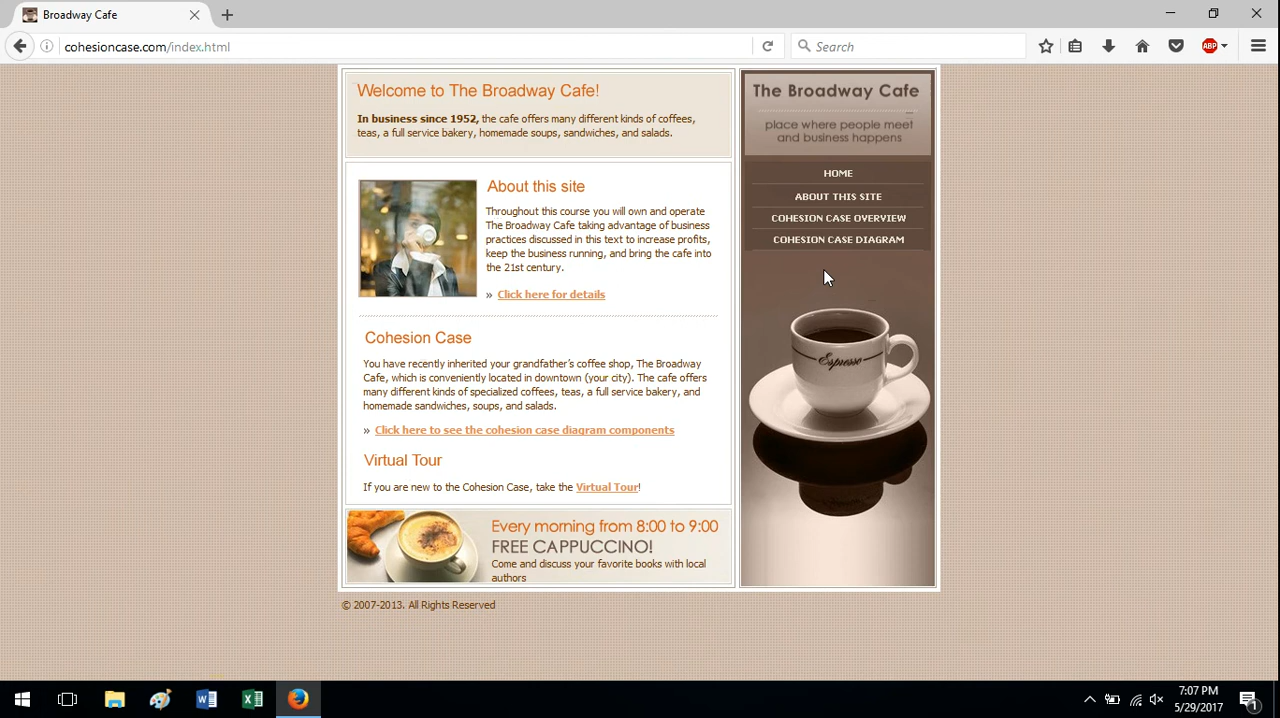 Broadway Cafe
cohesioncase.com/index.html
Search
ABP
Welcome to The Broadway Cafe!
In business since 1952, the cafe offers many different kinds of coffees,
teas, a full service bakery, homemade soups, sandwiches, and salads.
About this site
Throughout this course you will own and operate
The Broadway Cafe taking advantage of business
practices discussed in this text to increase profits,
keep the business running, and bring the cafe into
the 21st century.
» Click here for details
Cohesion Case
You have recently inherited your grandfather's coffee shop, The Broadway
Cafe, which is conveniently located in downtown (your city). The cafe offers
many different kinds of specialized coffees, teas, a full service bakery, and
homemade sandwiches, soups, and salads.
» Click here to see the cohesion case diagram components
Virtual Tour
If you are new to the Cohesion Case, take the Virtual Tour!
Every morning from 8:00 to 9:00
FREE CAPPUCCINO!
Come and discuss your favorite books with local
authors
© 2007-2013. All Rights Reserved
The Broadway Cafe
place where people meet
and business happens
HOME
ABOUT THIS SITE
COHESION CASE OVERVIEW
COHESION CASE DIAGRAM
Espresso
7:07 PM
5/29/2017
1